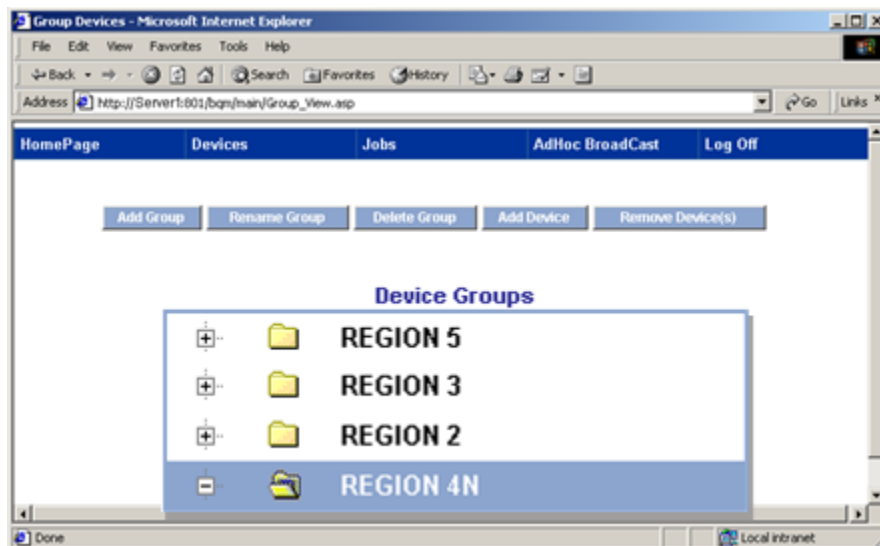 Group Devices - Microsoft Internet Explorer
File Edit View Favorites Tools Help
Back Search Favorites History
Address http://Server1:801/bqm/main/Group_View.asp Go Links »
HomePage Devices Jobs AdHoc BroadCast Log Off
Add Group Rename Group Delete Group Add Device Remove Device(s)
Device Groups
REGION 5
REGION 3
REGION 2
REGION 4N
Done Local intranet